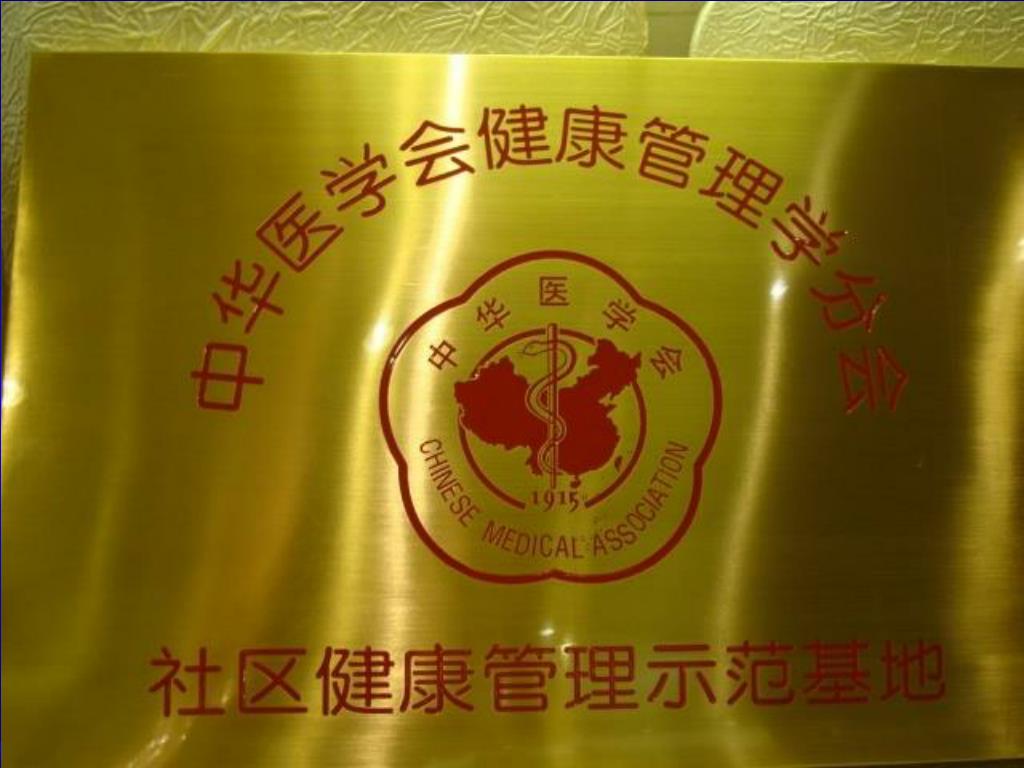 中华医学会健康管理学分会
中华医学会
1915
CHINESE MEDICAL ASSOCIATION
社区健康管理示范基地